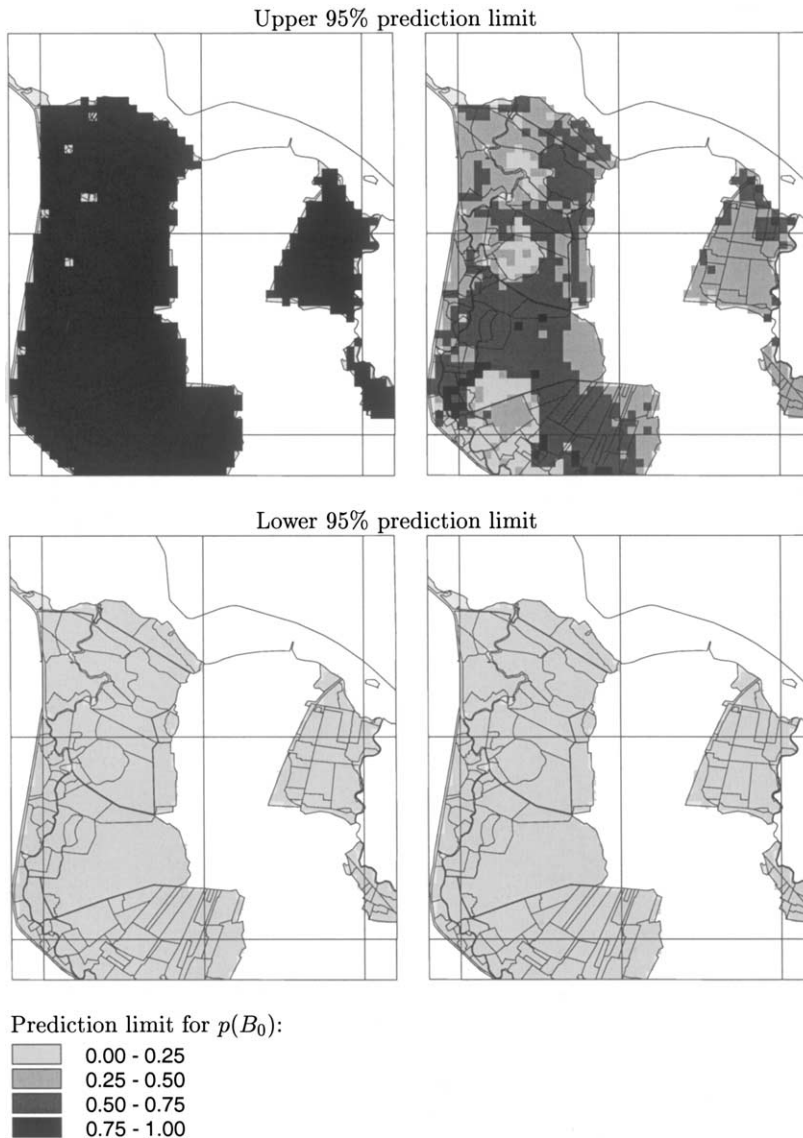 Upper 95% prediction limit
Lower 95% prediction limit
Prediction limit for p(B₀):
0.00 - 0.25
0.25 - 0.50
0.50 - 0.75
0.75 - 1.00